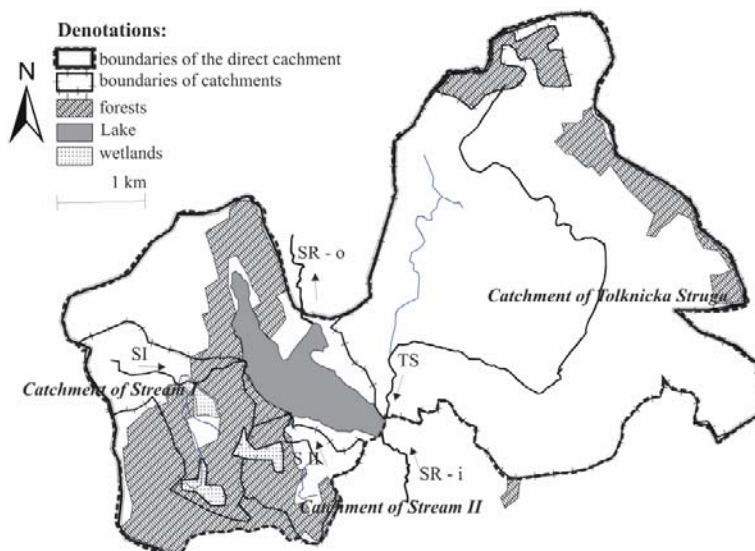 Denotations:
boundaries of the direct cachment
boundaries of catchments
forests
Lake
wetlands
N
1 km
SR - o
Catchment of Tolknicka Struga
SI
TS
Catchment of Stream I
S II
SR - i
Catchment of Stream II